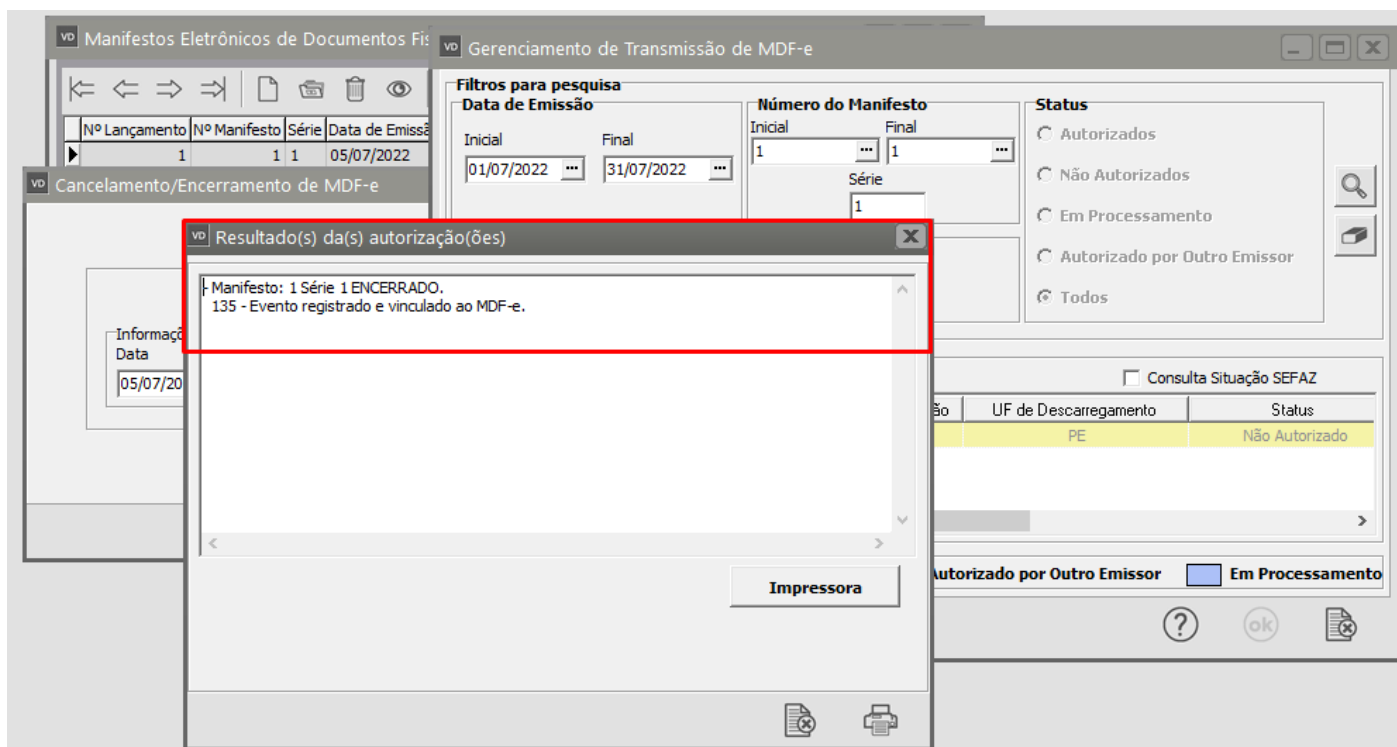 VD Manifestos Eletrônicos de Documentos Fis
VD Gerenciamento de Transmissão de MDF-e
Filtros para pesquisa
Data de Emissão
Número do Manifesto
Status
Nº Lançamento Nº Manifesto Série Data de Emissã
Inicial Final
Inicial Final
Autorizados
1 1 1 05/07/2022
01/07/2022 ... 31/07/2022 ...
1 ... 1 ...
Não Autorizados
VD Cancelamento/Encerramento de MDF-e
Série
1
Em Processamento
VD Resultado(s) da(s) autorização(ões)
Autorizado por Outro Emissor
- Manifesto: 1 Série 1 ENCERRADO.
135 - Evento registrado e vinculado ao MDF-e.
Todos
Informaçõ
Data
05/07/20
Consulta Situação SEFAZ
ão UF de Descarregamento Status
PE Não Autorizado
Autorizado por Outro Emissor Em Processamento
Impressora
? ok